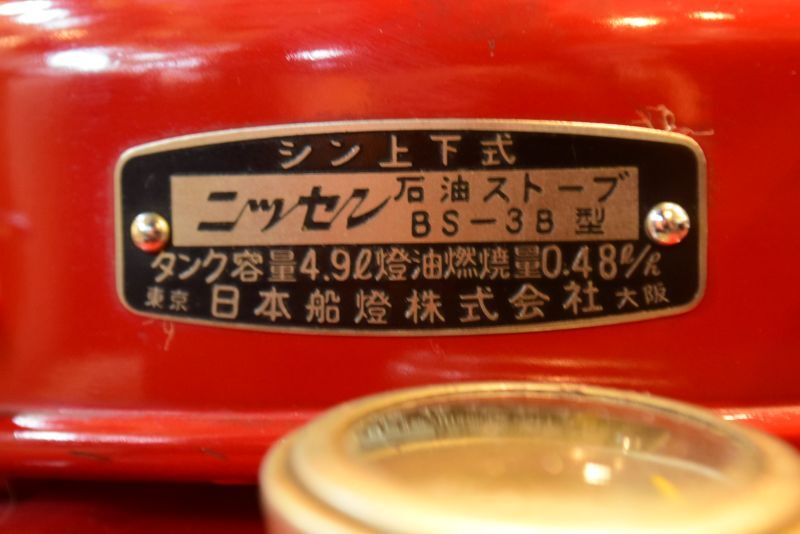 シン上下式
ニッセン 石油ストーブ
BS-3B 型
タンク容量4.9ℓ燈油燃焼量0.48ℓ/h
東京 日本船燈株式会社 大阪